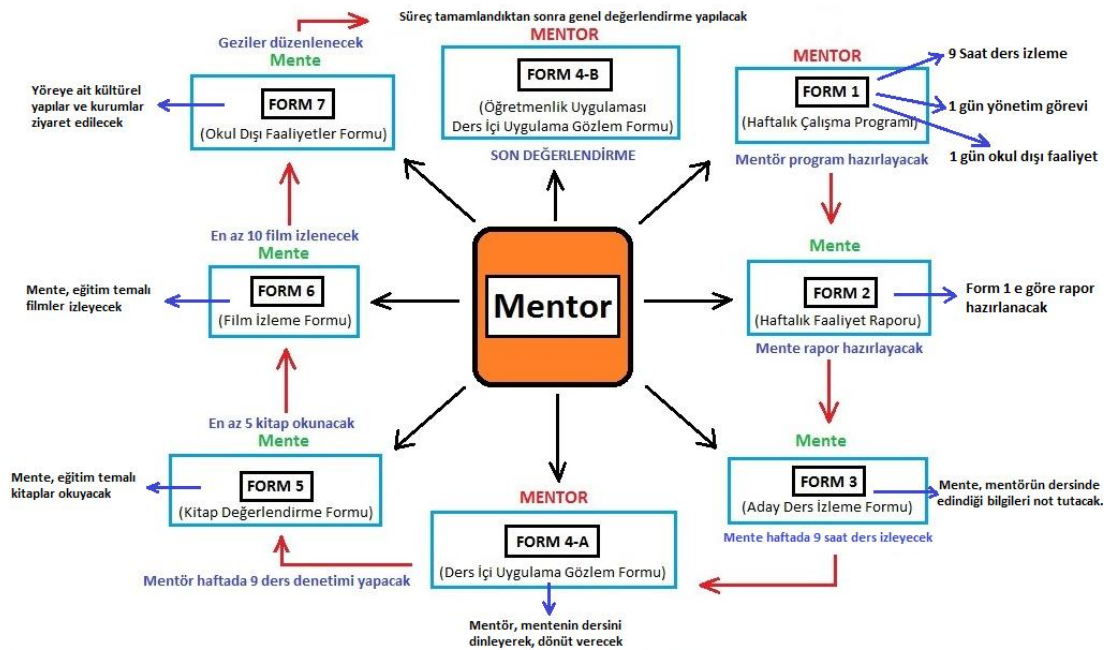 Süreç tamamlandıktan sonra genel değerlendirme yapılacak
MENTOR
FORM 4-B
(Öğretmenlik Uygulaması
Ders İçi Uygulama Gözlem Formu)
SON DEĞERLENDİRME
MENTOR
FORM 1
(Haftalık Çalışma Programı)
Mentör program hazırlayacak
9 Saat ders izleme
1 gün yönetim görevi
1 gün okul dışı faaliyet
Mente
FORM 2
(Haftalık Faaliyet Raporu)
Mente rapor hazırlayacak
Form 1 e göre rapor
hazırlanacak
Mente
FORM 3
(Aday Ders İzleme Formu)
Mente haftada 9 saat ders izleyecek
Mente, mentörün dersinde
edindiği bilgileri not tutacak.
MENTOR
FORM 4-A
(Ders İçi Uygulama Gözlem Formu)
Mentör haftada 9 ders denetimi yapacak
Mentör, mentenin dersini
dinleyerek, dönüt verecek
En az 5 kitap okunacak
Mente
FORM 5
(Kitap Değerlendirme Formu)
Mente, eğitim temalı
kitaplar okuyacak
En az 10 film izlenecek
Mente
FORM 6
(Film İzleme Formu)
Mente, eğitim temalı
filmler izleyecek
Geziler düzenlenecek
Mente
FORM 7
(Okul Dışı Faaliyetler Formu)
Yöreye ait kültürel
yapılar ve kurumlar
ziyaret edilecek
Mentor